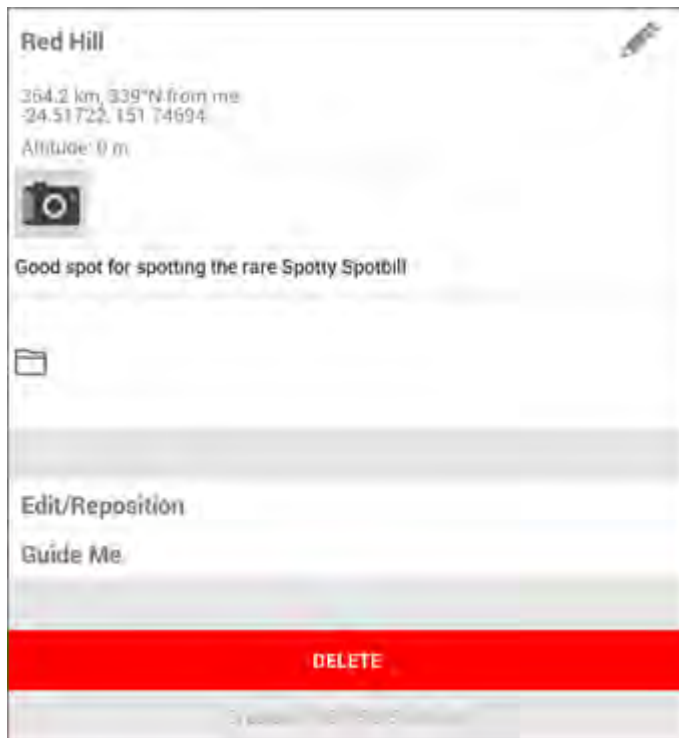 Red Hill
364.2 km, 339°N from me
-24.51722, 151.74694
Altitude: 0 m
Good spot for spotting the rare Spotty Spotbill
Edit/Reposition
Guide Me
DELETE